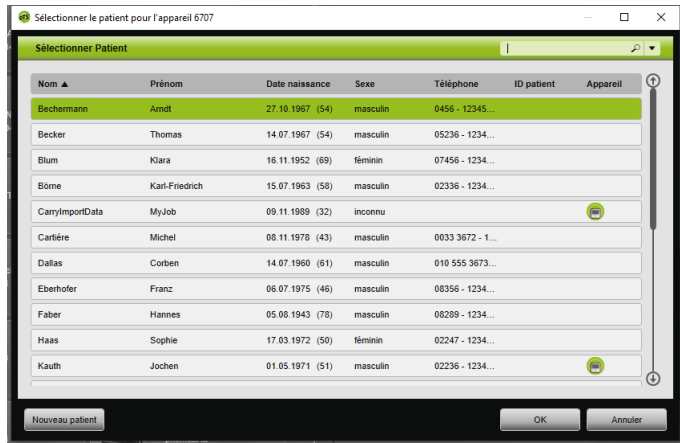 Sélectionner le patient pour l'appareil 6707
Sélectionner Patient
Nom ▲ Prénom Date naissance Sexe Téléphone ID patient Appareil
Bechermann Arndt 27.10.1967 (54) masculin 0456 - 12345...
Becker Thomas 14.07.1967 (54) masculin 05236 - 1234...
Blum Klara 16.11.1952 (69) féminin 07456 - 1234...
Börne Karl-Friedrich 15.07.1963 (58) masculin 02336 - 1234...
CarryImportData MyJob 09.11.1989 (32) inconnu
Cartiére Michel 08.11.1978 (43) masculin 0033 3672 - 1...
Dallas Corben 14.07.1960 (61) masculin 010 555 3673...
Eberhofer Franz 06.07.1975 (46) masculin 08356 - 1234...
Faber Hannes 05.08.1943 (78) masculin 08289 - 1234...
Haas Sophie 17.03.1972 (50) féminin 02247 - 1234...
Kauth Jochen 01.05.1971 (51) masculin 02236 - 1234...
Nouveau patient OK Annuler